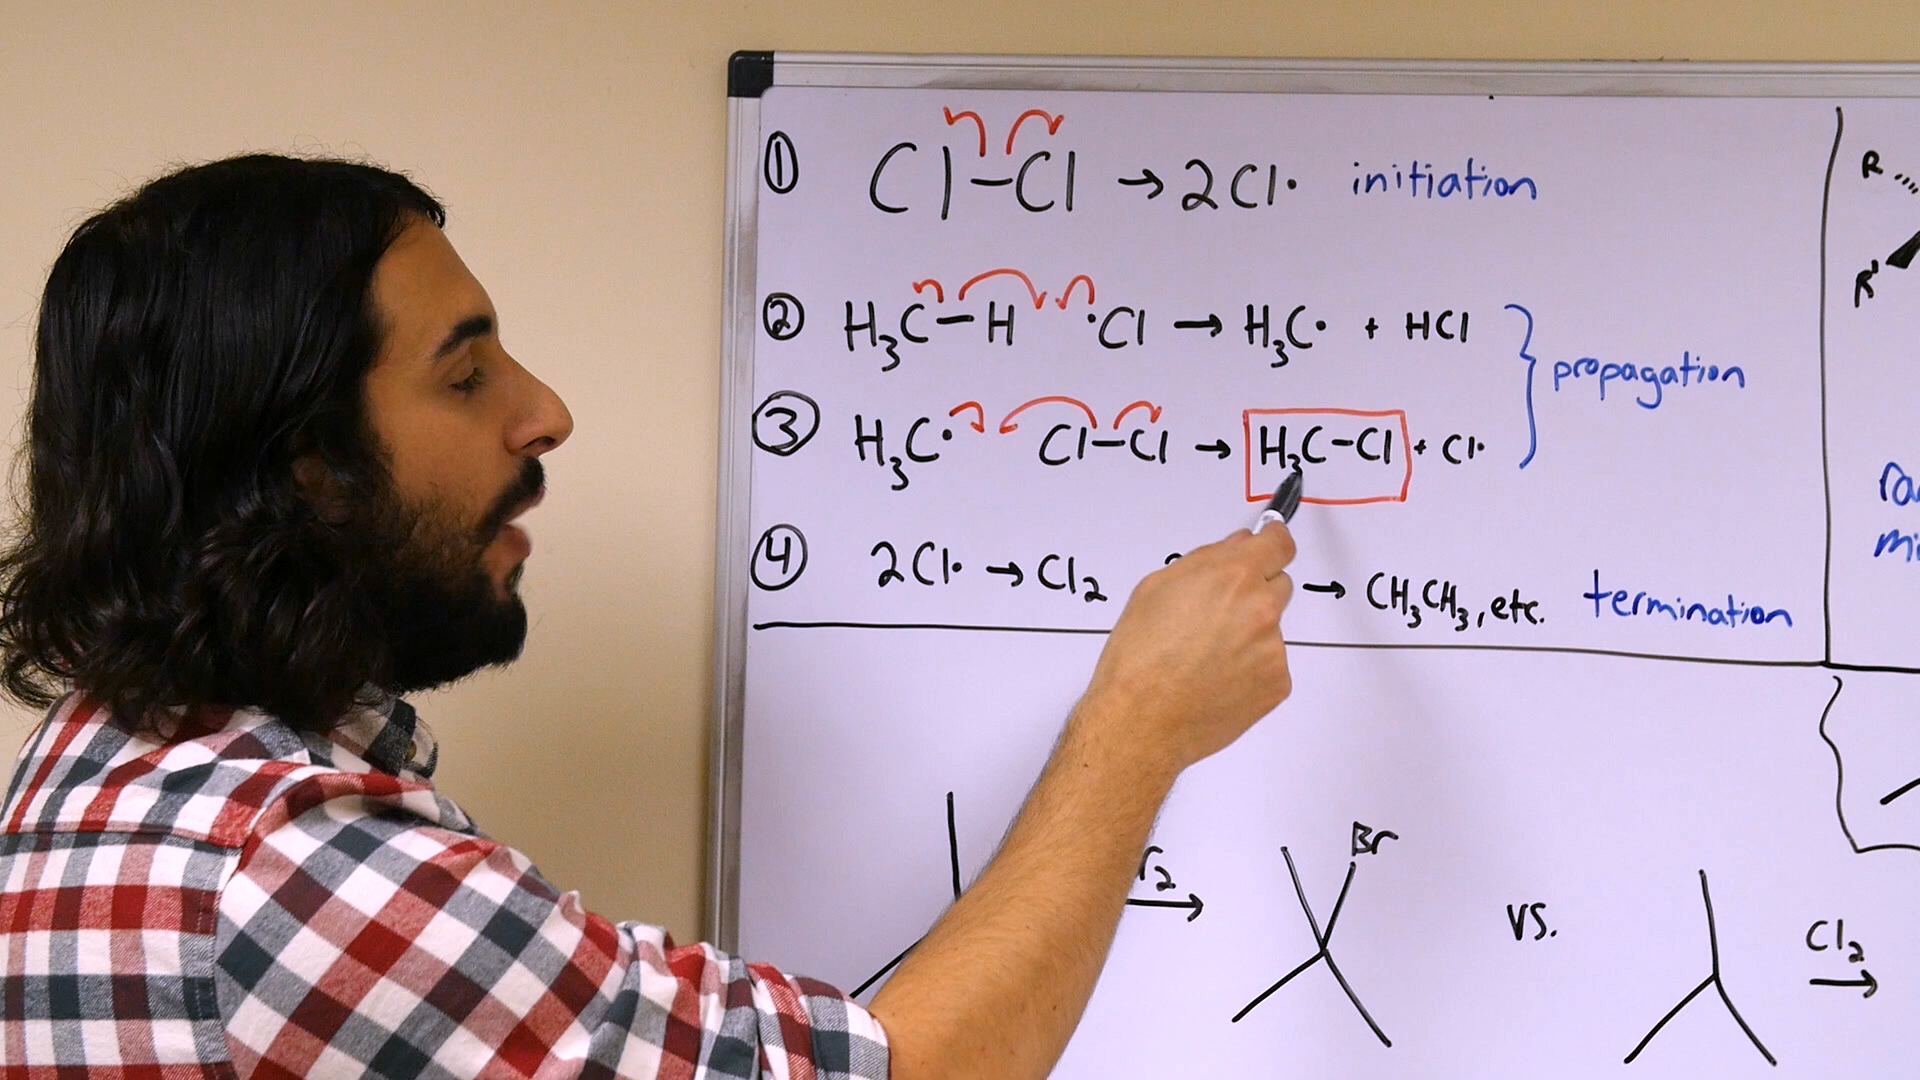 ① Cl–Cl → 2Cl· initiation
② H₃C–H ·Cl → H₃C· + HCl
propagation
③ H₃C· Cl–Cl → H₃C–Cl + Cl·
④ 2Cl· → Cl₂ → CH₃CH₃, etc. termination
R
R'
Br
vs.
Cl₂
→